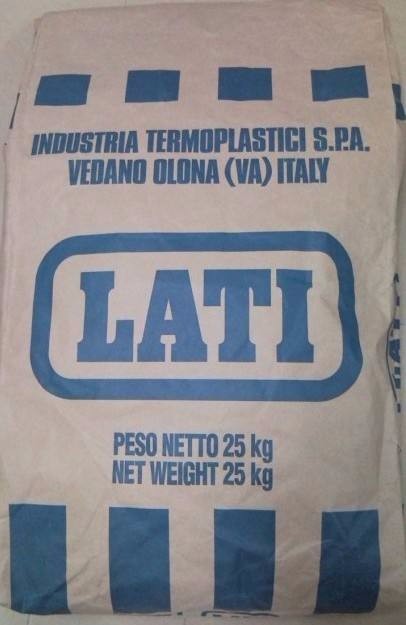 INDUSTRIA TERMOPLASTICI S.P.A.
VEDANO OLONA (VA) ITALY
LATI
PESO NETTO 25 kg
NET WEIGHT 25 kg